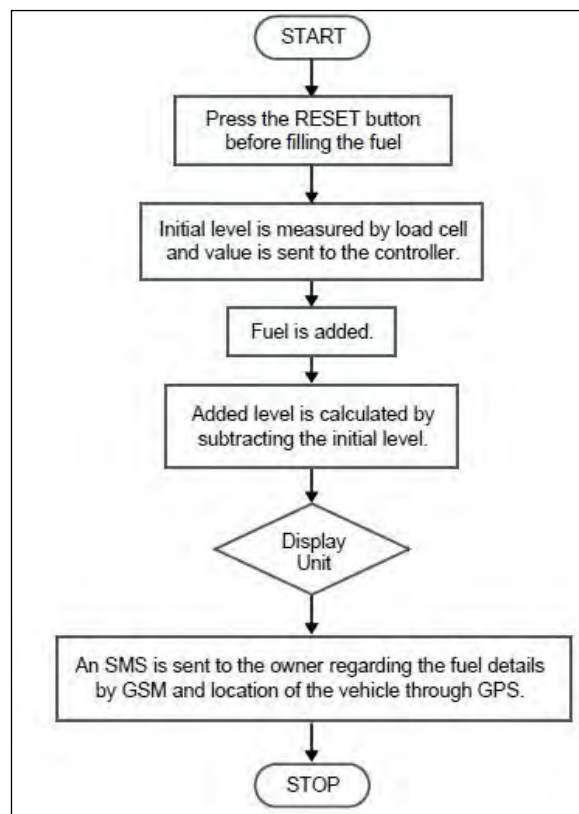 START
Press the RESET button
before filling the fuel
Initial level is measured by load cell
and value is sent to the controller.
Fuel is added.
Added level is calculated by
subtracting the initial level.
Display
Unit
An SMS is sent to the owner regarding the fuel details
by GSM and location of the vehicle through GPS.
STOP